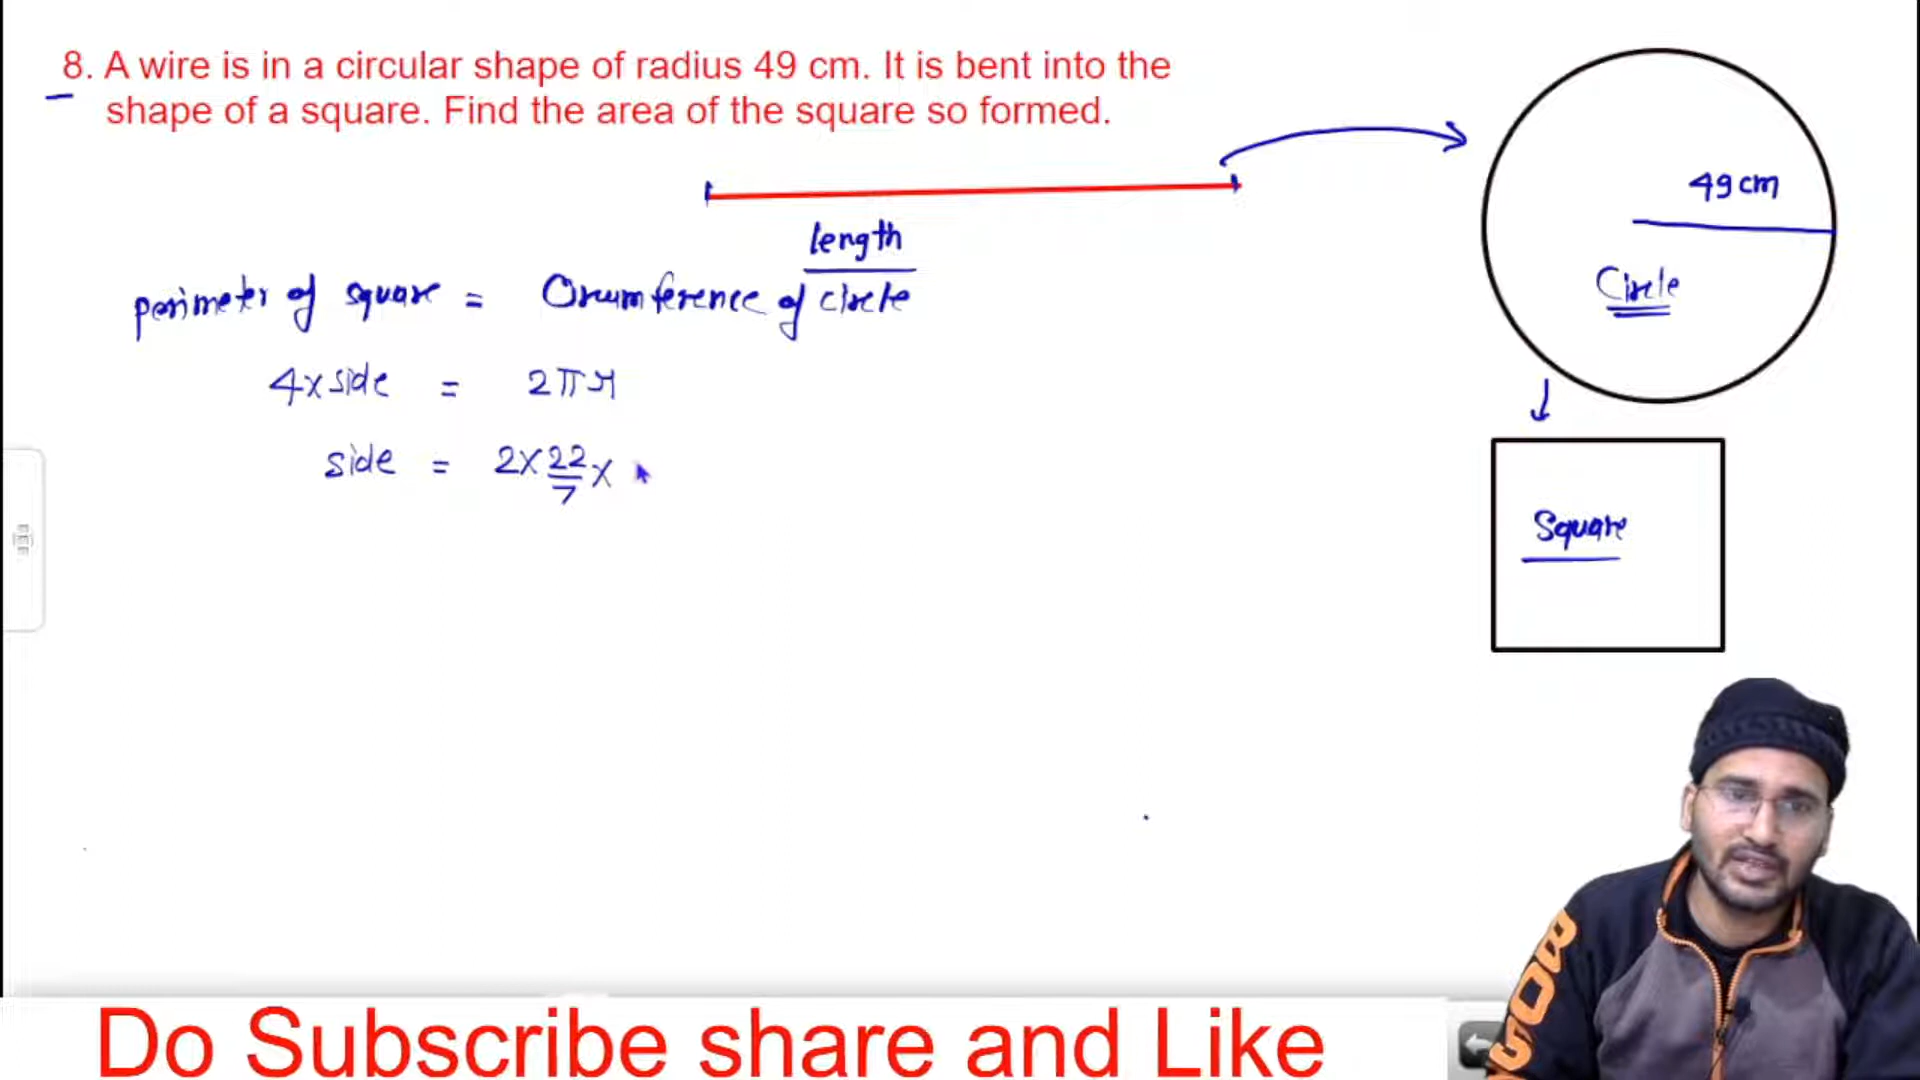 8. A wire is in a circular shape of radius 49 cm. It is bent into the
shape of a square. Find the area of the square so formed.
49 cm
Circle
length
perimeter of square = Circumference of circle
4 x side = 2πr
side = 2 x 22/7 x
Square
BOS
Do Subscribe share and Like